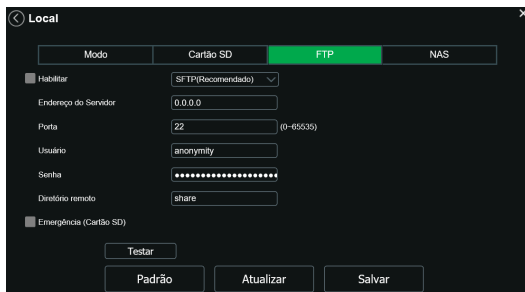 Local
Modo Cartão SD FTP NAS
Habilitar SFTP(Recomendado)
Endereço do Servidor 0.0.0.0
Porta 22 (0~65535)
Usuário anonymity
Senha ••••••••••••••••••••
Diretório remoto share
Emergência (Cartão SD)
Testar
Padrão Atualizar Salvar